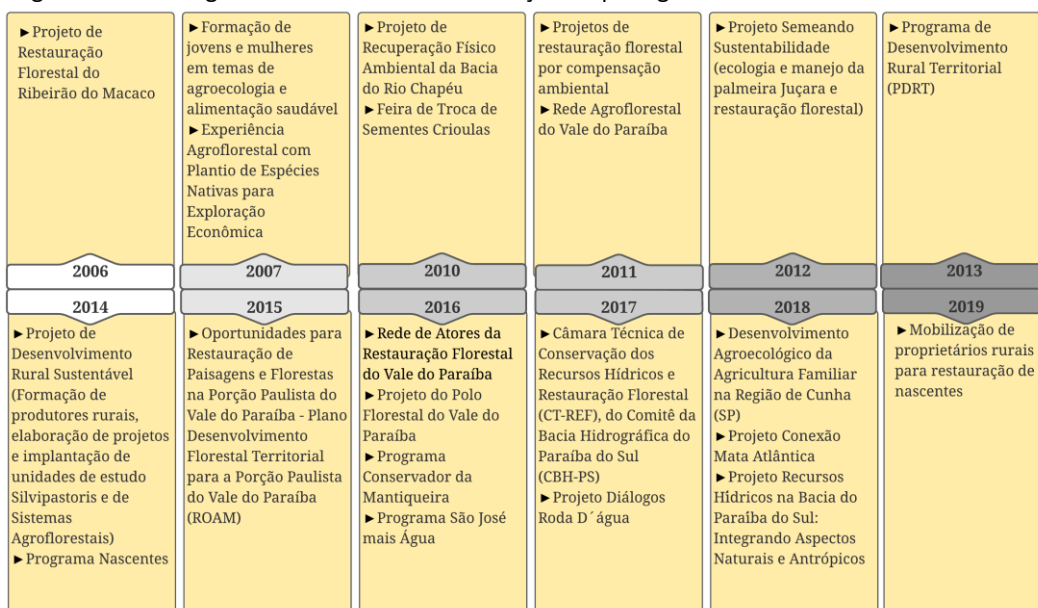 ►Projeto de
Restauração
Florestal do
Ribeirão do Macaco
►Formação de
jovens e mulheres
em temas de
agroecologia e
alimentação saudável
►Experiência
Agroflorestal com
Plantio de Espécies
Nativas para
Exploração
Econômica
►Projeto de
Recuperação Físico
Ambiental da Bacia
do Rio Chapéu
►Feira de Troca de
Sementes Crioulas
►Projetos de
restauração florestal
por compensação
ambiental
►Rede Agroflorestal
do Vale do Paraíba
►Projeto Semeando
Sustentabilidade
(ecologia e manejo da
palmeira Juçara e
restauração florestal)
►Programa de
Desenvolvimento
Rural Territorial
(PDRT)
2006
2007
2010
2011
2012
2013
2014
2015
2016
2017
2018
2019
►Projeto de
Desenvolvimento
Rural Sustentável
(Formação de
produtores rurais,
elaboração de projetos
e implantação de
unidades de estudo
Silvipastoris e de
Sistemas
Agroflorestais)
►Programa Nascentes
►Oportunidades para
Restauração de
Paisagens e Florestas
na Porção Paulista do
Vale do Paraíba - Plano
Desenvolvimento
Florestal Territorial
para a Porção Paulista
do Vale do Paraíba
(ROAM)
►Rede de Atores da
Restauração Florestal
do Vale do Paraíba
►Projeto do Polo
Florestal do Vale do
Paraíba
►Programa
Conservador da
Mantiqueira
►Programa São José
mais Água
►Câmara Técnica de
Conservação dos
Recursos Hídricos e
Restauração Florestal
(CT-REF), do Comitê da
Bacia Hidrográfica do
Paraíba do Sul
(CBH-PS)
►Projeto Diálogos
Roda D´água
►Desenvolvimento
Agroecológico da
Agricultura Familiar
na Região de Cunha
(SP)
►Projeto Conexão
Mata Atlântica
►Projeto Recursos
Hídricos na Bacia do
Paraíba do Sul:
Integrando Aspectos
Naturais e Antrópicos
►Mobilização de
proprietários rurais
para restauração de
nascentes